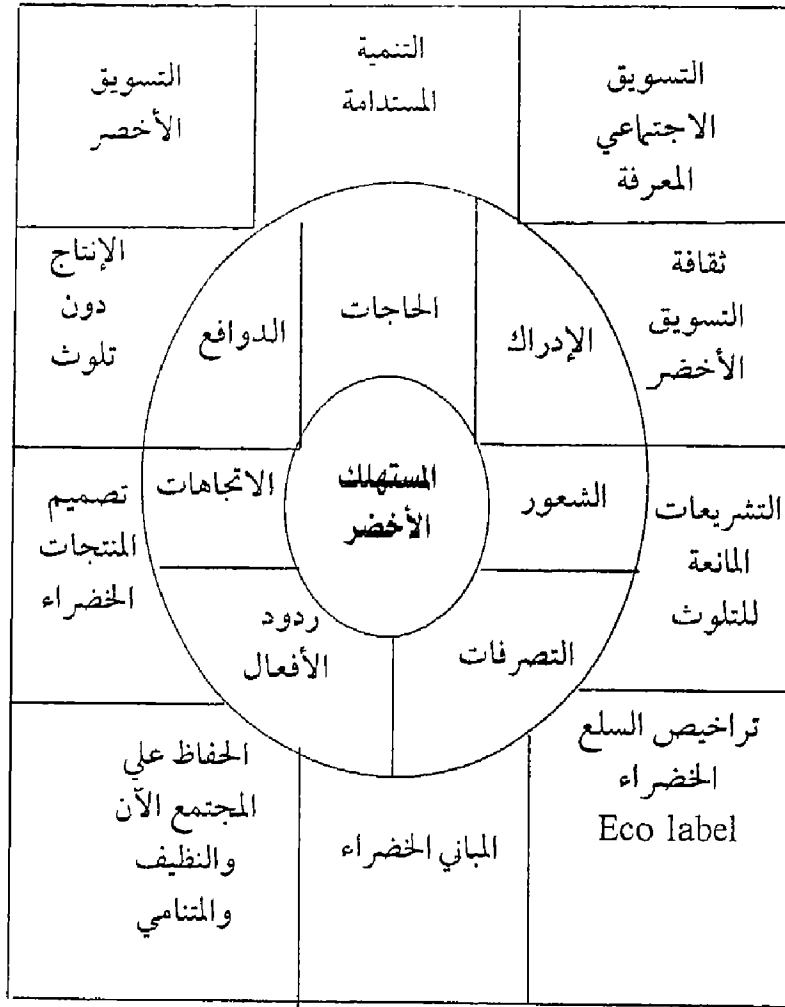 التسويق
الاجتماعي
المعرفة
التنمية
المستدامة
التسويق
الأخضر
ثقافة
التسويق
الأخضر
الإدراك
الحاجات
الدوافع
الإنتاج
دون
تلوث
التشريعات
المانعة
للتلوث
الشعور
المستهلك
الأخضر
الاتجاهات
تصميم
المنتجات
الخضراء
التصرفات
ردود
الأفعال
تراخيص السلع
الخضراء
Eco label
المباني الخضراء
الحفاظ علي
المجتمع الآن
والنظيف
والمتنامي